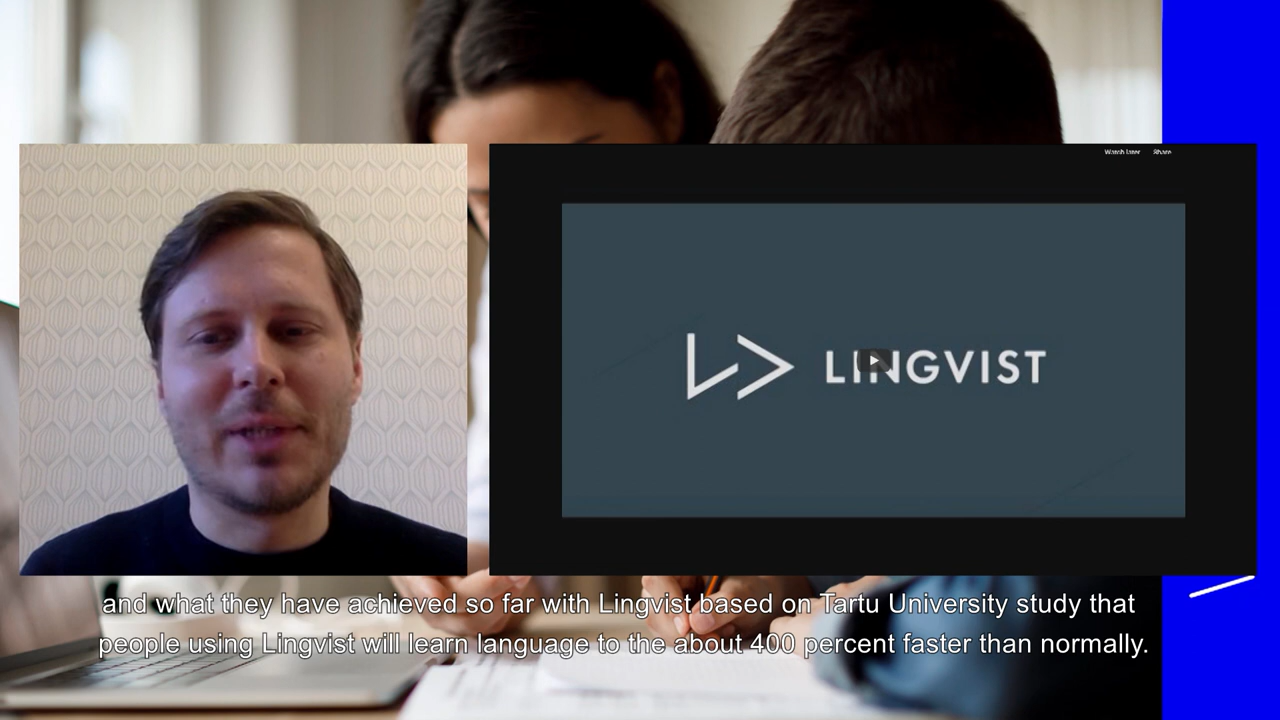 Watch later Share
LINGVIST
and what they have achieved so far with Lingvist based on Tartu University study that
people using Lingvist will learn language to the about 400 percent faster than normally.